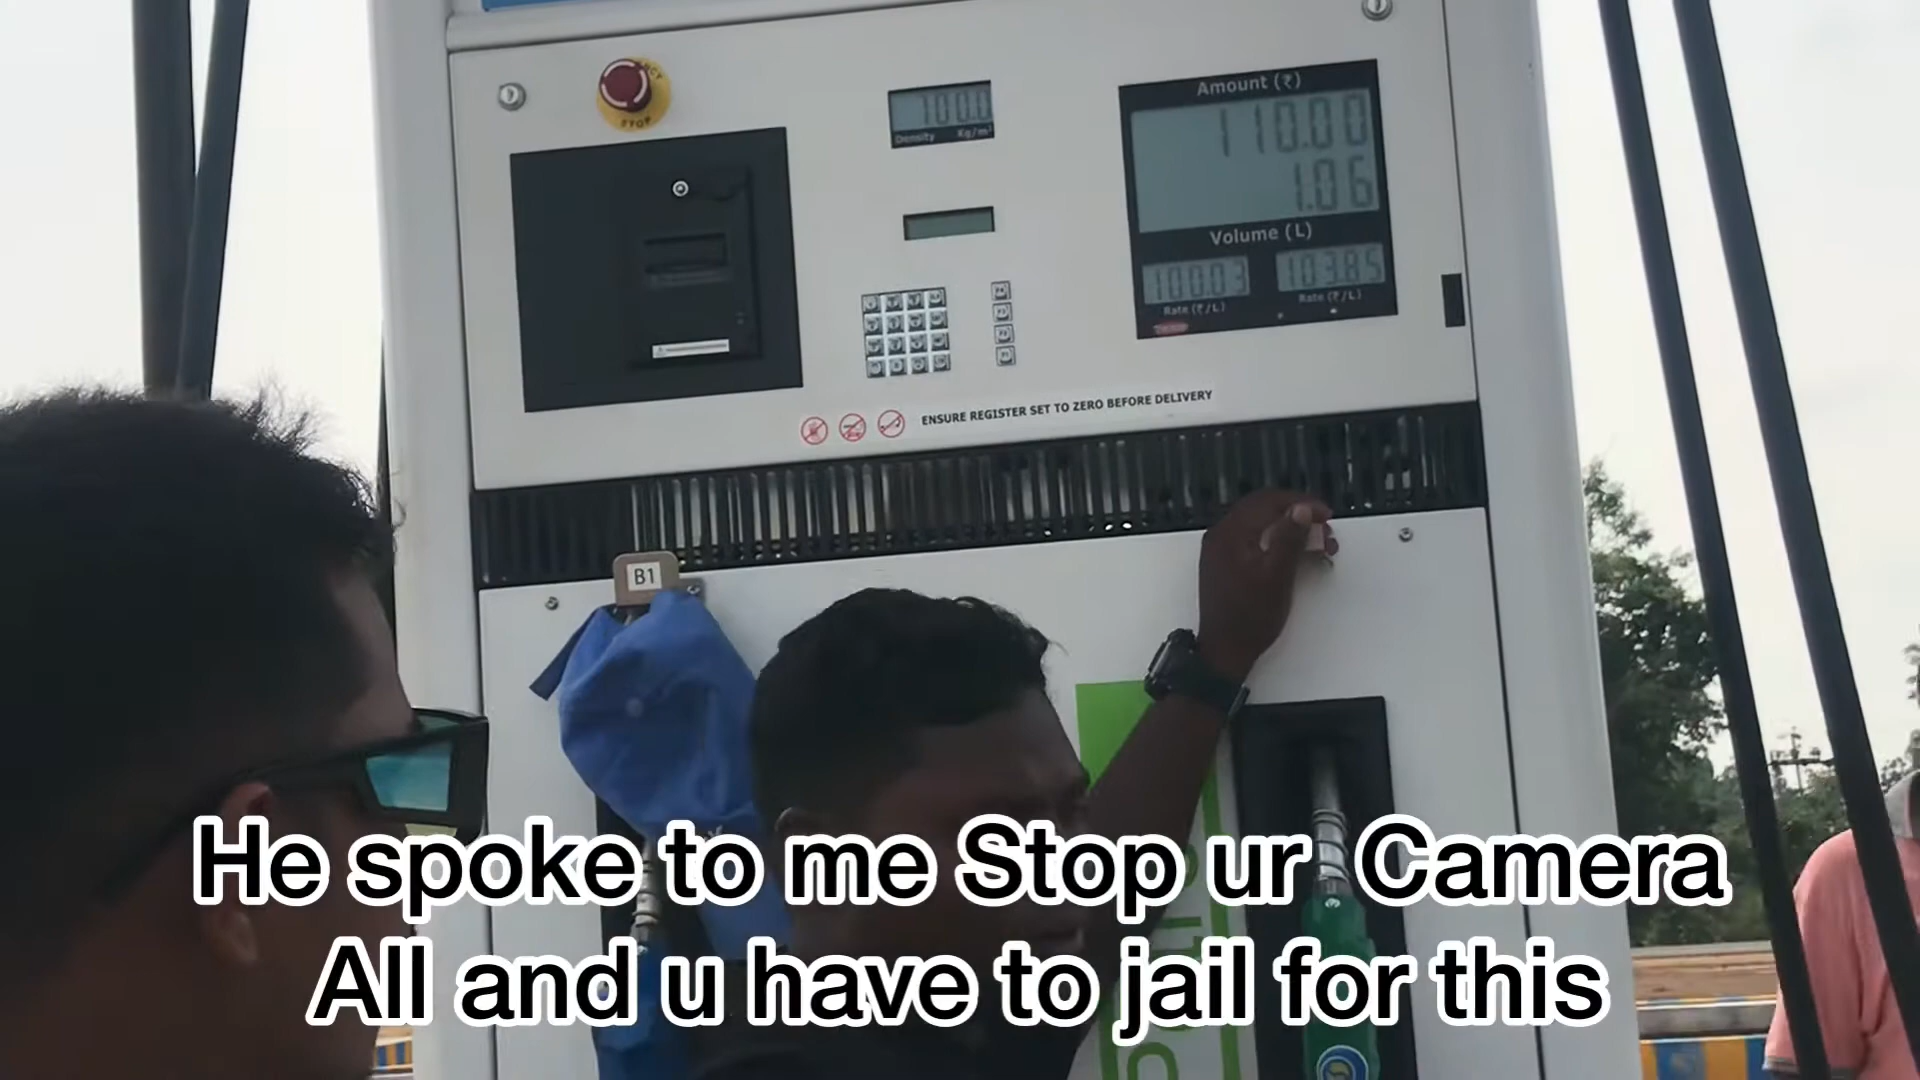 STOP
100.0
Density Kg/m³
Amount (₹)
110.00
1.06
Volume (L)
100.03
103.85
Rate (₹/L)
Rate (₹/L)
ENSURE REGISTER SET TO ZERO BEFORE DELIVERY
B1
He spoke to me Stop ur Camera
All and u have to jail for this